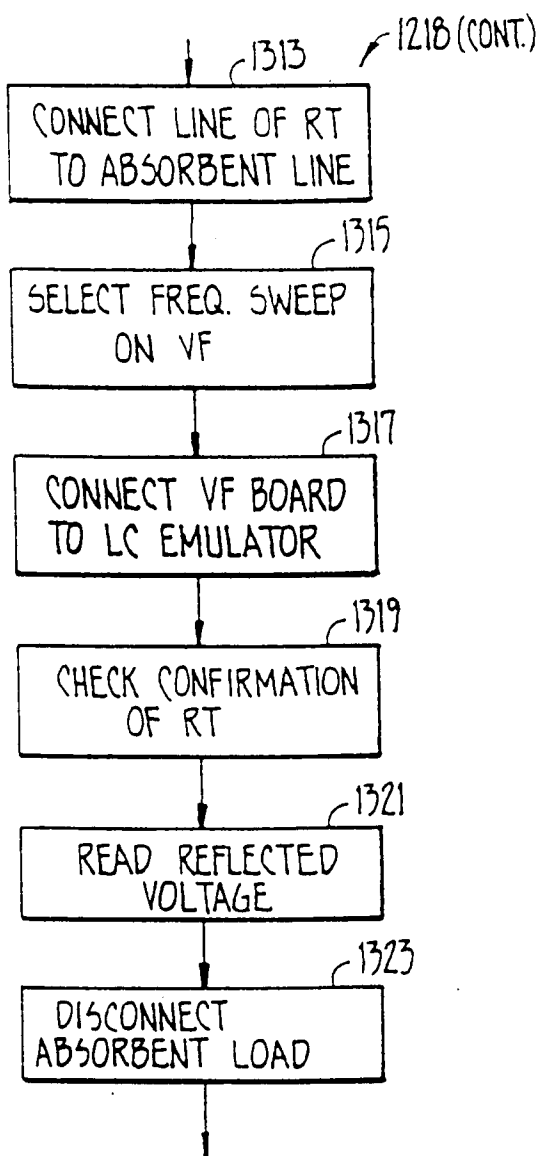 1218 (CONT.)
1313
CONNECT LINE OF RT
TO ABSORBENT LINE
1315
SELECT FREQ. SWEEP
ON VF
1317
CONNECT VF BOARD
TO LC EMULATOR
1319
CHECK CONFIRMATION
OF RT
1321
READ REFLECTED
VOLTAGE
1323
DISCONNECT
ABSORBENT LOAD